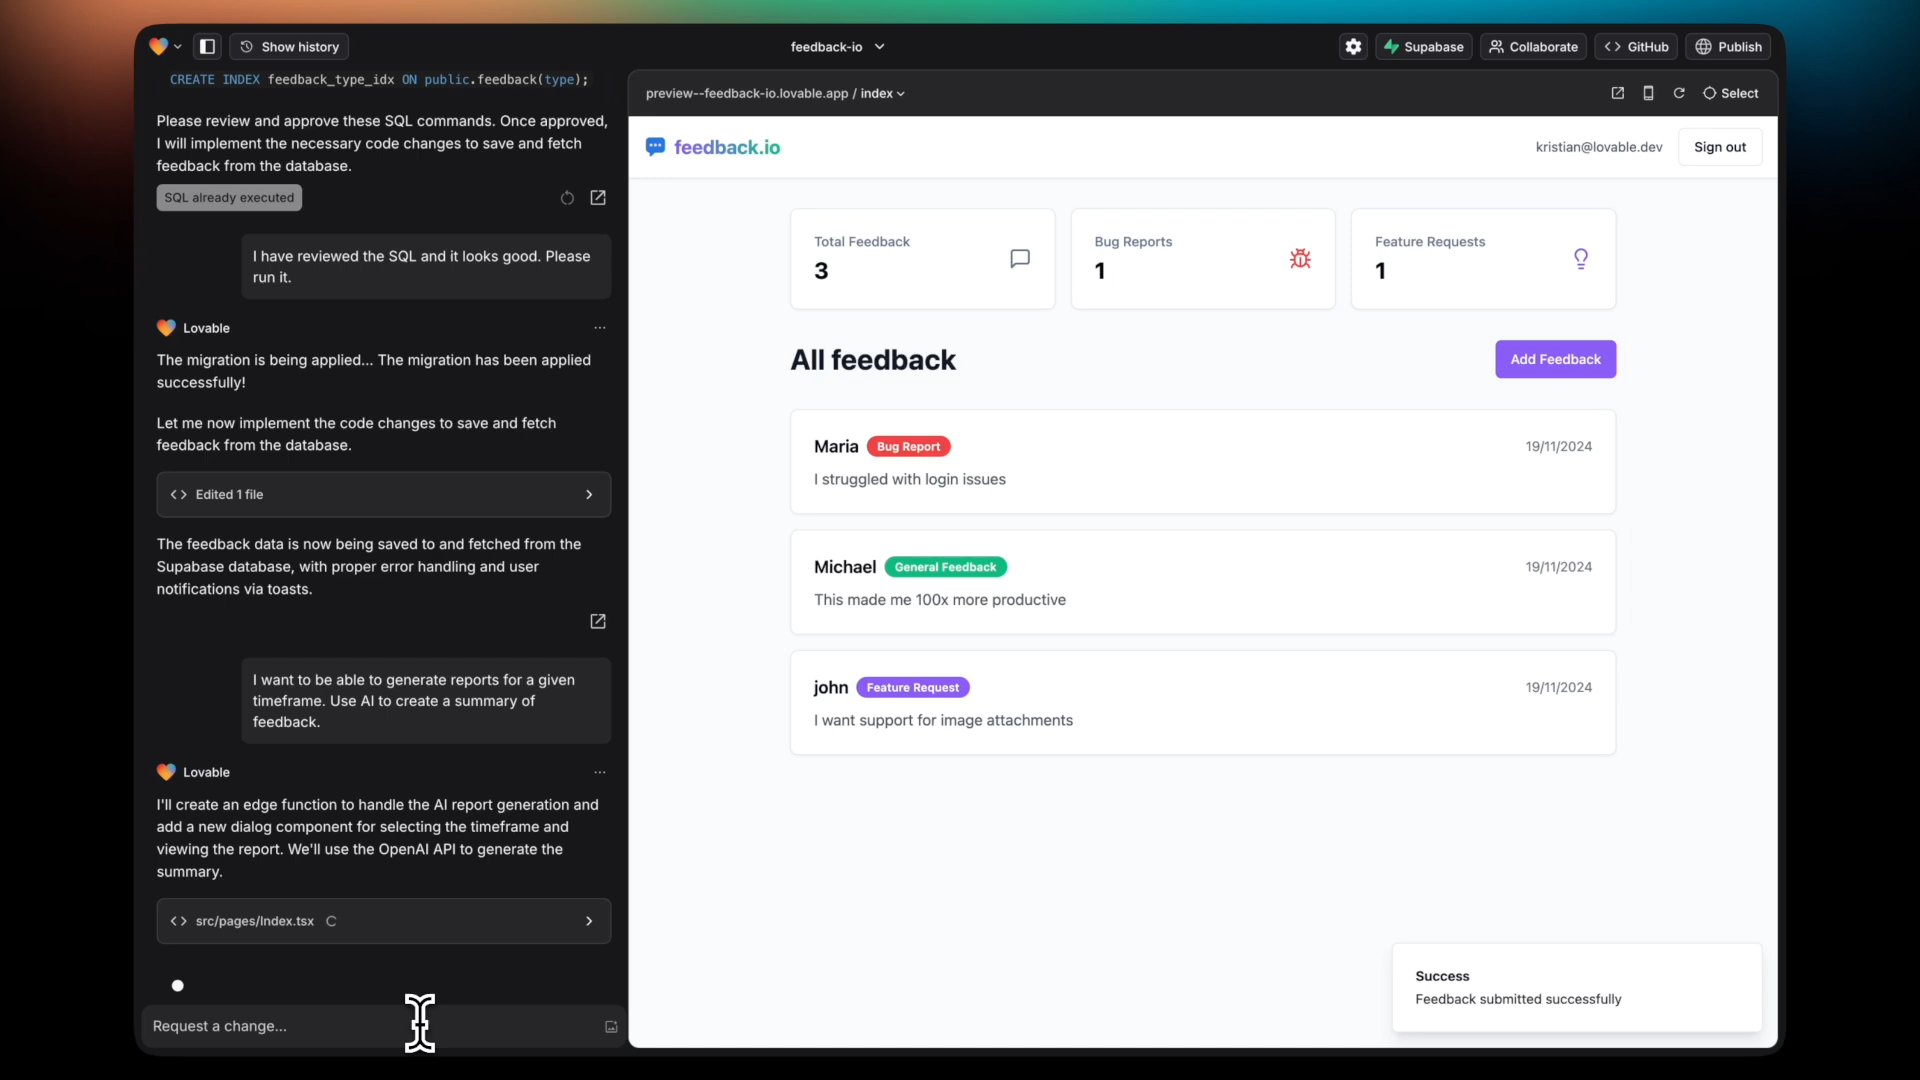 Show history
feedback-io
Supabase
Collaborate
GitHub
Publish
CREATE INDEX feedback_type_idx ON public.feedback(type);
Please review and approve these SQL commands. Once approved,
I will implement the necessary code changes to save and fetch
feedback from the database.
SQL already executed
I have reviewed the SQL and it looks good. Please
run it.
Lovable
The migration is being applied... The migration has been applied
successfully!
Let me now implement the code changes to save and fetch
feedback from the database.
Edited 1 file
The feedback data is now being saved to and fetched from the
Supabase database, with proper error handling and user
notifications via toasts.
I want to be able to generate reports for a given
timeframe. Use AI to create a summary of
feedback.
Lovable
I'll create an edge function to handle the AI report generation and
add a new dialog component for selecting the timeframe and
viewing the report. We'll use the OpenAI API to generate the
summary.
src/pages/Index.tsx
Request a change...
preview--feedback-io.lovable.app / index
Select
feedback.io
kristian@lovable.dev
Sign out
Total Feedback
3
Bug Reports
1
Feature Requests
1
All feedback
Add Feedback
Maria Bug Report 19/11/2024
I struggled with login issues
Michael General Feedback 19/11/2024
This made me 100x more productive
john Feature Request 19/11/2024
I want support for image attachments
Success
Feedback submitted successfully